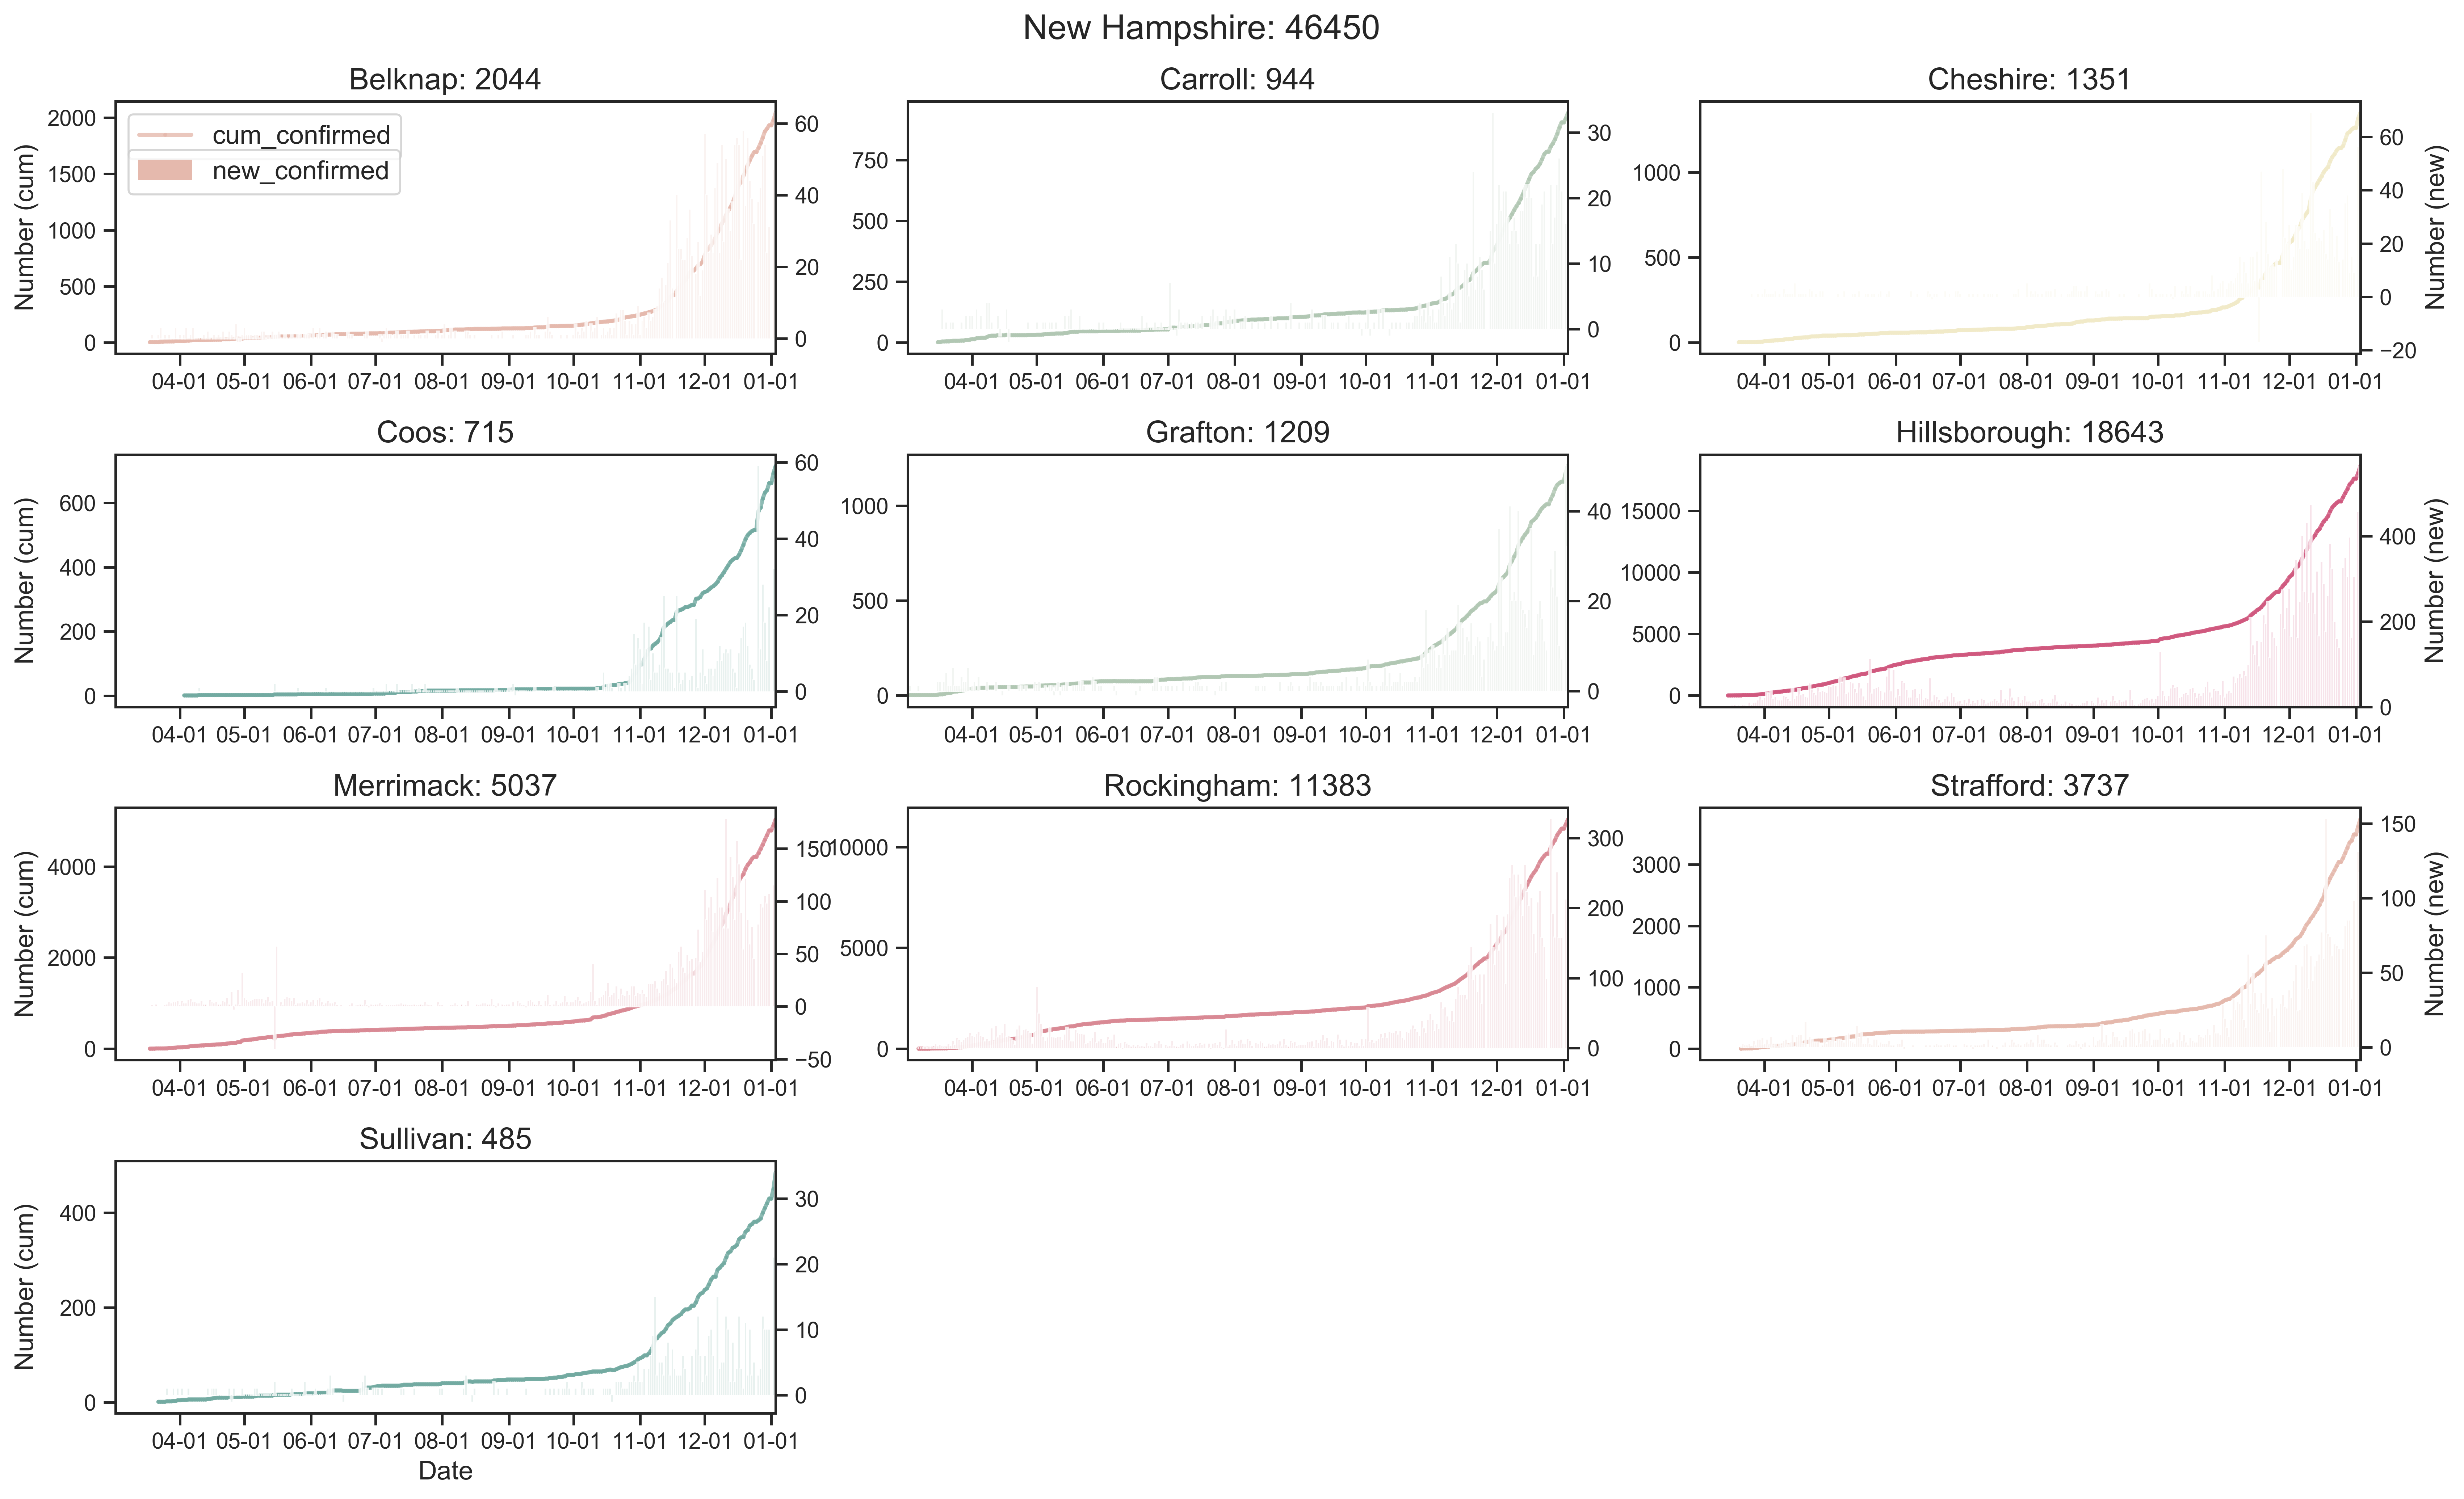 New Hampshire: 46450
Belknap: 2044
Number (cum)
2000
1500
1000
500
0
cum_confirmed
new_confirmed
60
40
20
0
04-01 05-01 06-01 07-01 08-01 09-01 10-01 11-01 12-01 01-01
Carroll: 944
750
500
250
0
30
20
10
0
04-01 05-01 06-01 07-01 08-01 09-01 10-01 11-01 12-01 01-01
Cheshire: 1351
1000
500
0
60
40
20
0
−20
Number (new)
04-01 05-01 06-01 07-01 08-01 09-01 10-01 11-01 12-01 01-01
Coos: 715
Number (cum)
600
400
200
0
60
40
20
0
04-01 05-01 06-01 07-01 08-01 09-01 10-01 11-01 12-01 01-01
Grafton: 1209
1000
500
0
40
20
0
04-01 05-01 06-01 07-01 08-01 09-01 10-01 11-01 12-01 01-01
Hillsborough: 18643
15000
10000
5000
0
400
200
0
Number (new)
04-01 05-01 06-01 07-01 08-01 09-01 10-01 11-01 12-01 01-01
Merrimack: 5037
Number (cum)
4000
2000
0
150
100
50
0
−50
04-01 05-01 06-01 07-01 08-01 09-01 10-01 11-01 12-01 01-01
Rockingham: 11383
10000
5000
0
300
200
100
0
04-01 05-01 06-01 07-01 08-01 09-01 10-01 11-01 12-01 01-01
Strafford: 3737
3000
2000
1000
0
150
100
50
0
Number (new)
04-01 05-01 06-01 07-01 08-01 09-01 10-01 11-01 12-01 01-01
Sullivan: 485
Number (cum)
400
200
0
30
20
10
0
04-01 05-01 06-01 07-01 08-01 09-01 10-01 11-01 12-01 01-01
Date